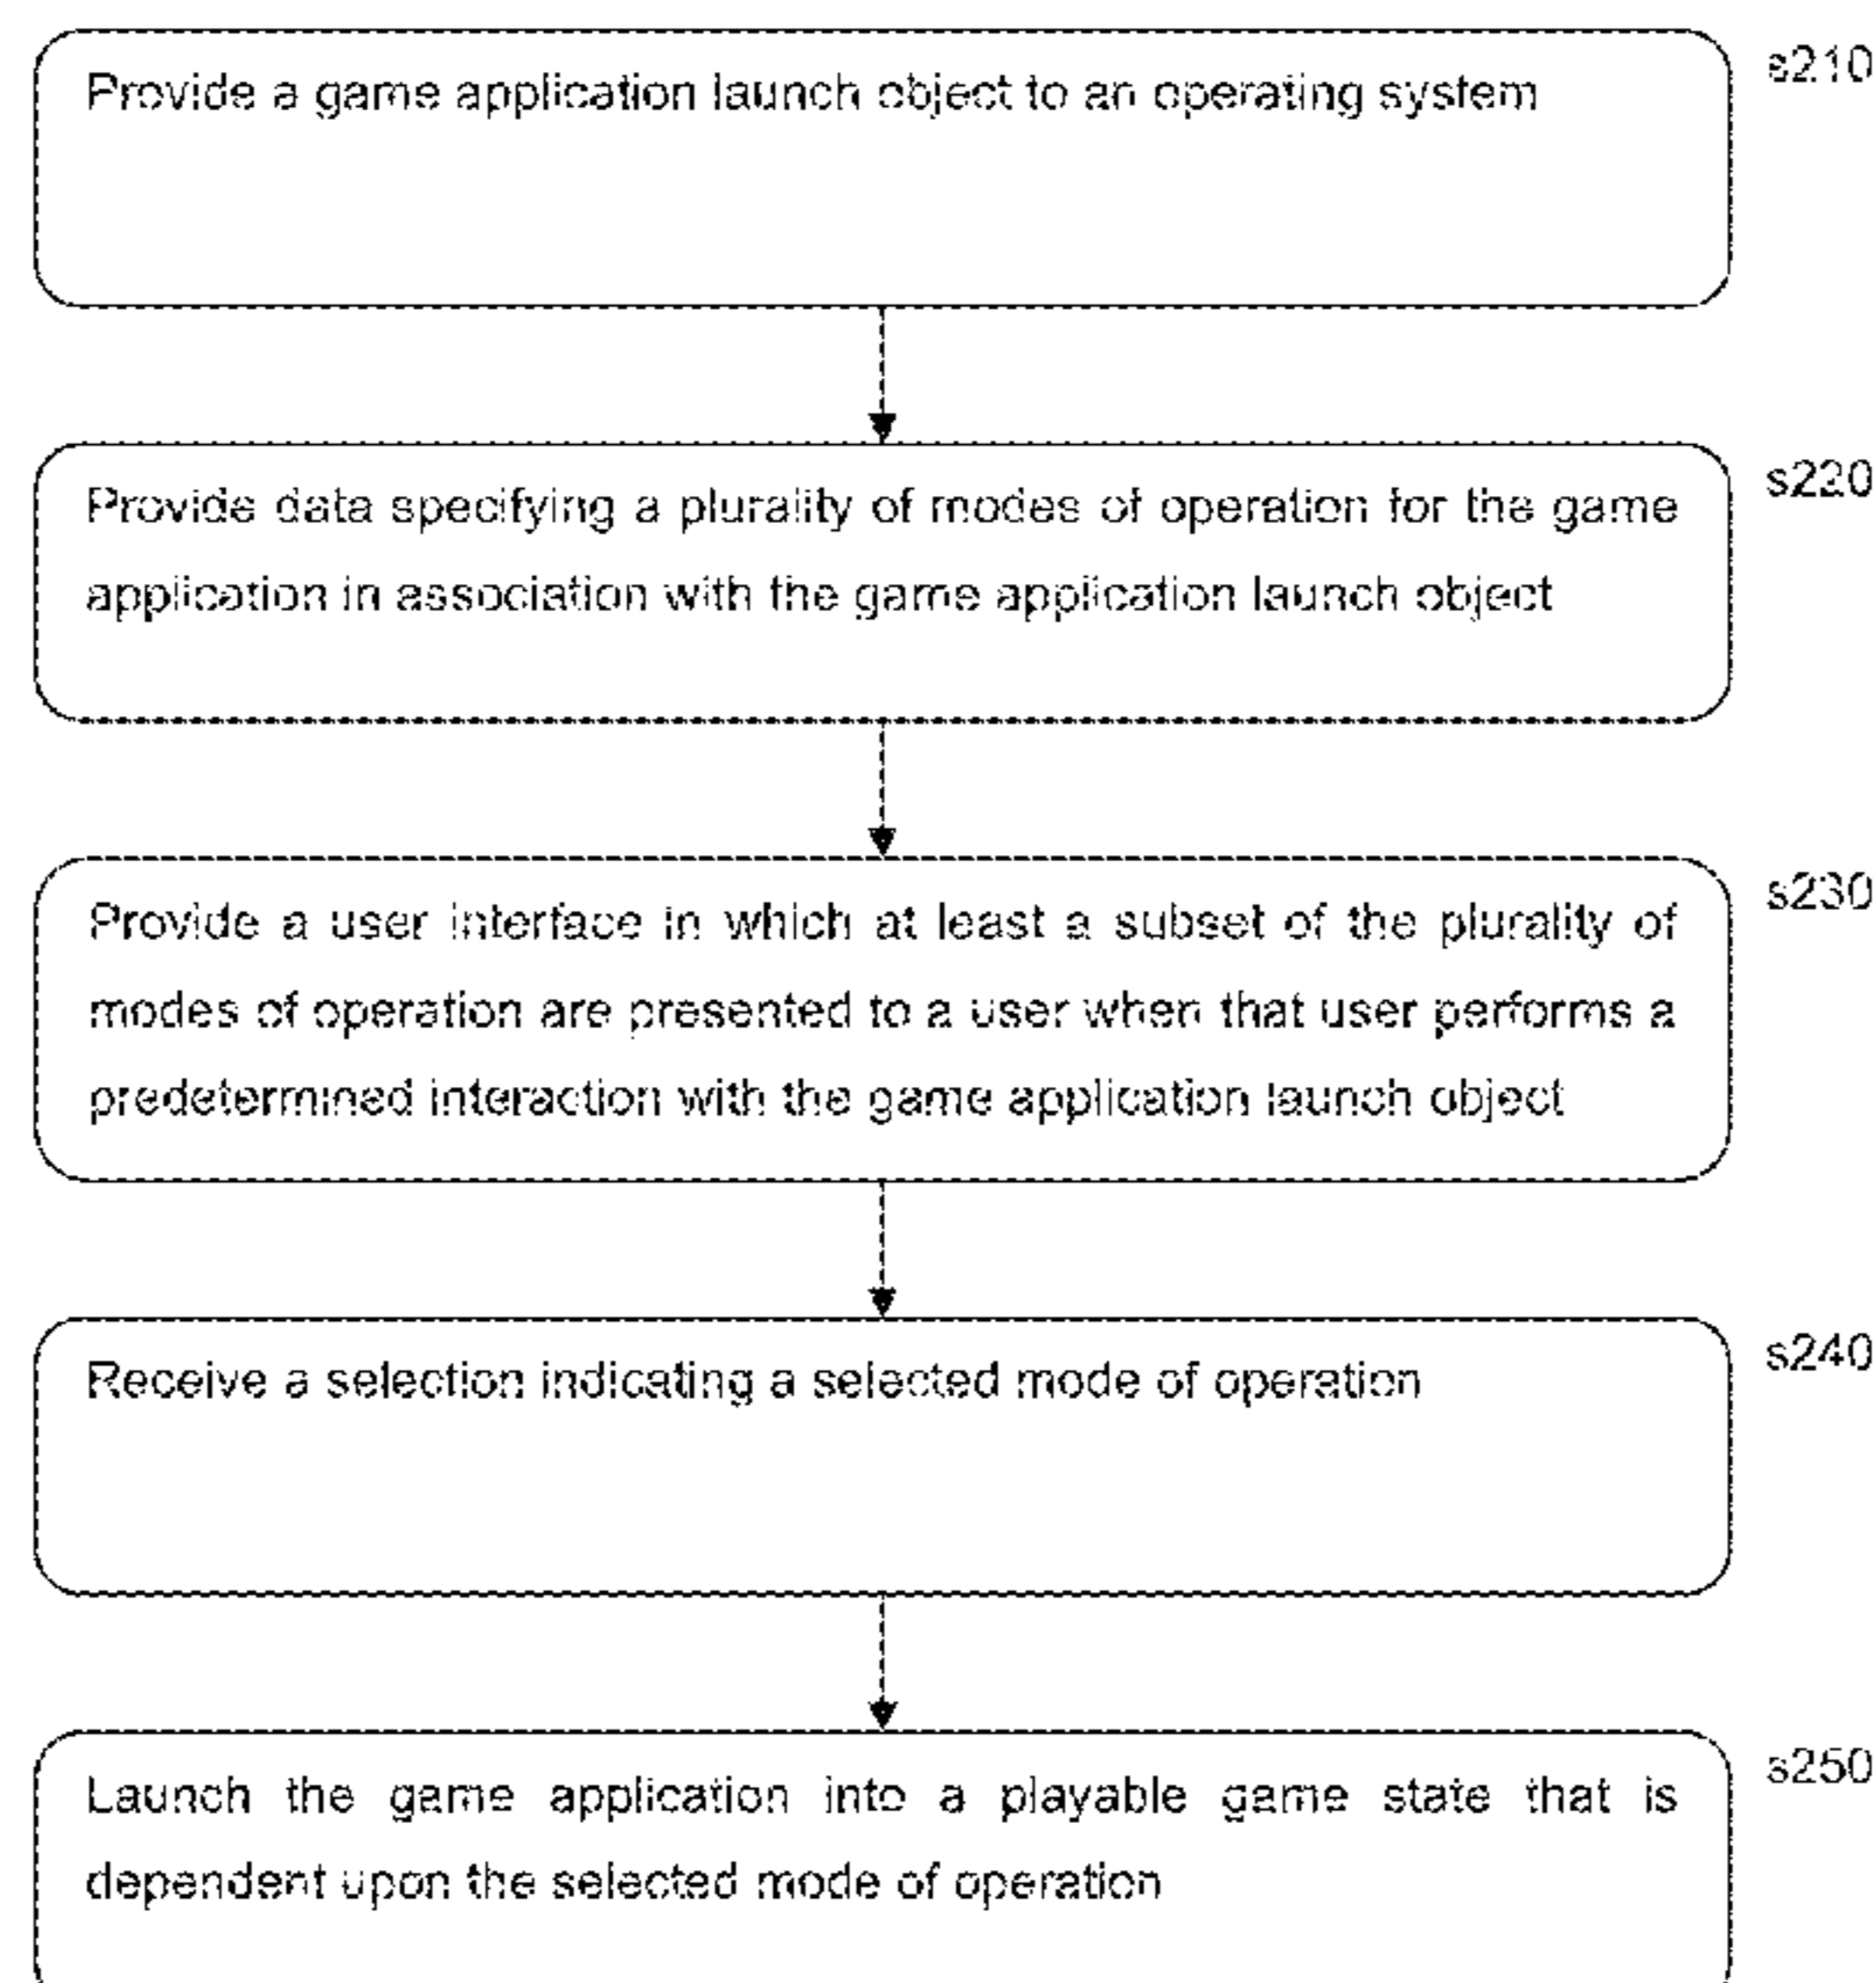 s210
Provide a game application launch object to an operating system
s220
Provide data specifying a plurality of modes of operation for the game
application in association with the game application launch object
s230
Provide a user interface in which at least a subset of the plurality of
modes of operation are presented to a user when that user performs a
predetermined interaction with the game application launch object
s240
Receive a selection indicating a selected mode of operation
s250
Launch the game application into a playable game state that is
dependent upon the selected mode of operation